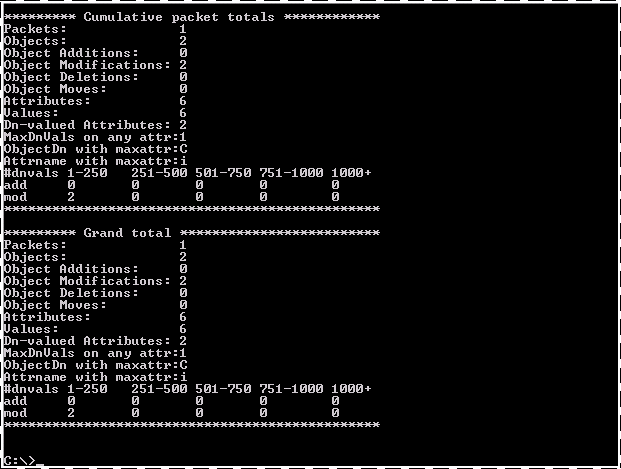 ********* Cumulative packet totals ************
Packets: 1
Objects: 2
Object Additions: 0
Object Modifications: 2
Object Deletions: 0
Object Moves: 0
Attributes: 6
Values: 6
Dn-valued Attributes: 2
MaxDnVals on any attr:1
ObjectDn with maxattr:C
Attrname with maxattr:i
#dnvals 1-250 251-500 501-750 751-1000 1000+
add 0 0 0 0 0
mod 2 0 0 0 0
***********************************************
********* Grand total *************************
Packets: 1
Objects: 2
Object Additions: 0
Object Modifications: 2
Object Deletions: 0
Object Moves: 0
Attributes: 6
Values: 6
Dn-valued Attributes: 2
MaxDnVals on any attr:1
ObjectDn with maxattr:C
Attrname with maxattr:i
#dnvals 1-250 251-500 501-750 751-1000 1000+
add 0 0 0 0 0
mod 2 0 0 0 0
***********************************************
C:\>_